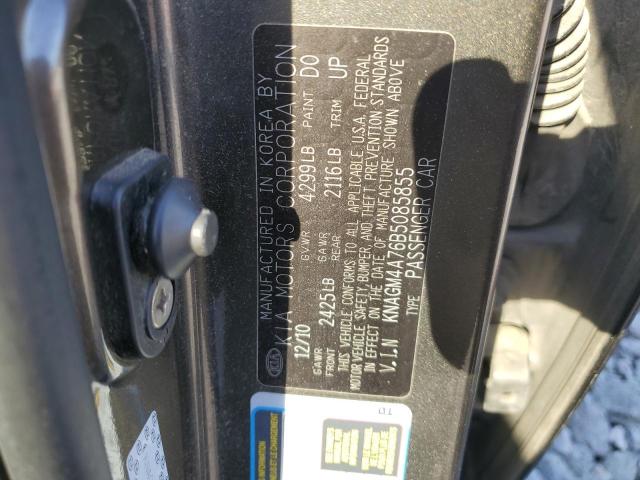 MANUFACTURED IN KOREA BY
KIA MOTORS CORPORATION
12/10 GVWR 4299LB PAINT D0
GAWR FRONT 2425LB GAWR REAR 2116LB TRIM UP
THIS VEHICLE CONFORMS TO ALL APPLICABLE U.S.A. FEDERAL
MOTOR VEHICLE SAFETY, BUMPER, AND THEFT PREVENTION STANDARDS
IN EFFECT ON THE DATE OF MANUFACTURE SHOWN ABOVE
V.I.N KNAGM4A76B5085855
TYPE PASSENGER CAR
KIA